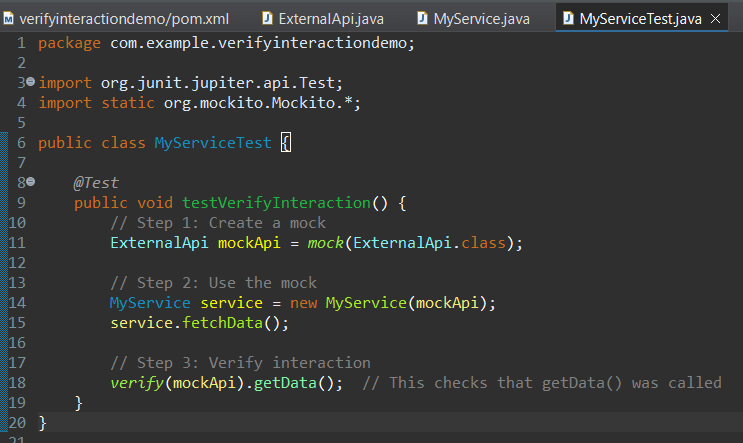 verifyinteractiondemo/pom.xml ExternalApi.java MyService.java MyServiceTest.java
1 package com.example.verifyinteractiondemo;
2
3 import org.junit.jupiter.api.Test;
4 import static org.mockito.Mockito.*;
5
6 public class MyServiceTest {
7
8 @Test
9 public void testVerifyInteraction() {
10 // Step 1: Create a mock
11 ExternalApi mockApi = mock(ExternalApi.class);
12
13 // Step 2: Use the mock
14 MyService service = new MyService(mockApi);
15 service.fetchData();
16
17 // Step 3: Verify interaction
18 verify(mockApi).getData();  // This checks that getData() was called
19 }
20 }
21